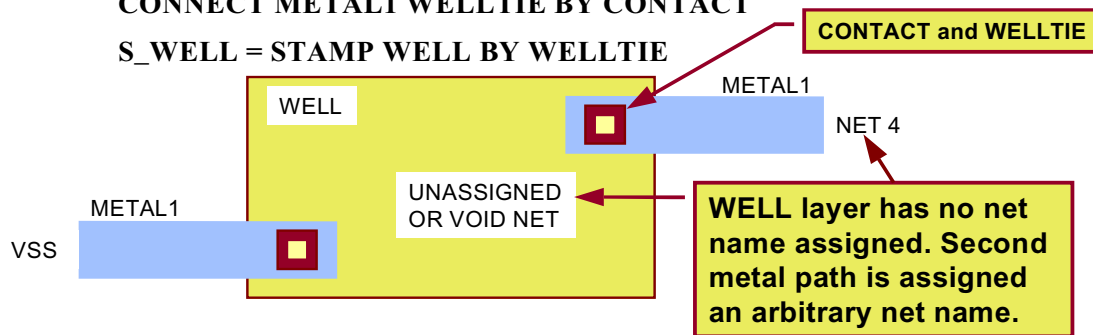 CONNECT METAL1 WELLTIE BY CONTACT
S_WELL = STAMP WELL BY WELLTIE
CONTACT and WELLTIE
METAL1
WELL
NET 4
UNASSIGNED
OR VOID NET
METAL1
VSS
WELL layer has no net
name assigned. Second
metal path is assigned
an arbitrary net name.